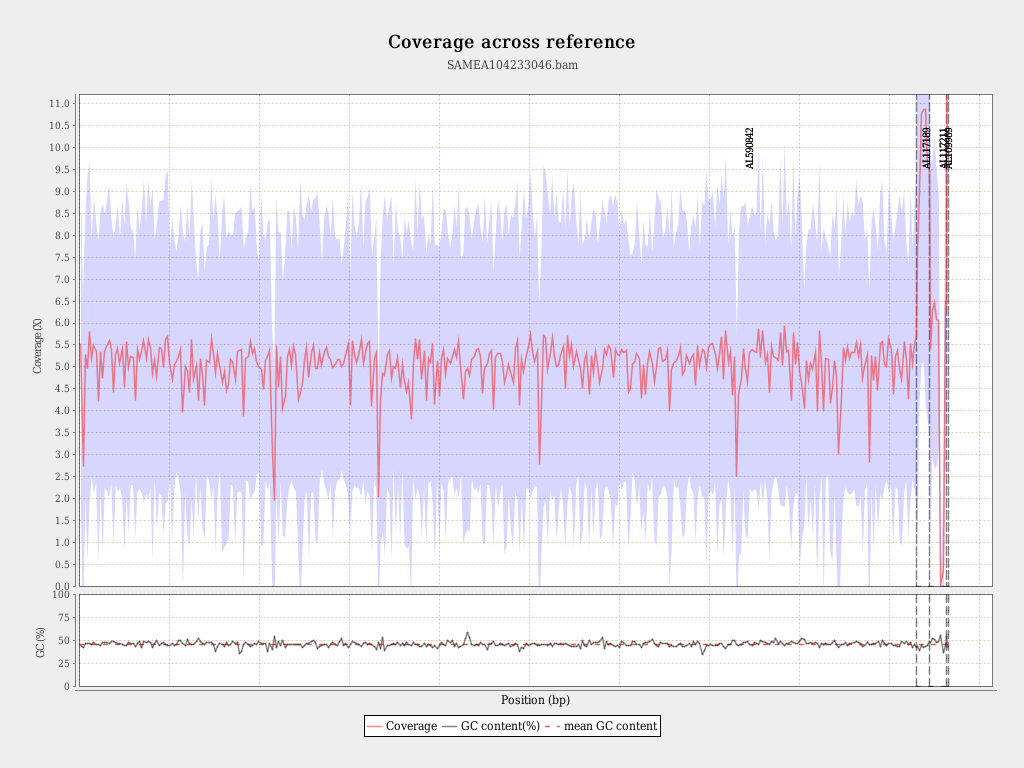 Coverage across reference
SAMEA104233046.bam
11.0
10.5
10.0
9.5
9.0
8.5
8.0
7.5
7.0
6.5
6.0
5.5
5.0
4.5
4.0
3.5
3.0
2.5
2.0
1.5
1.0
0.5
0.0
Coverage (X)
AL590842
AL117189
AL117211
AL109969
100
75
50
25
0
GC (%)
Position (bp)
Coverage GC content(%) mean GC content